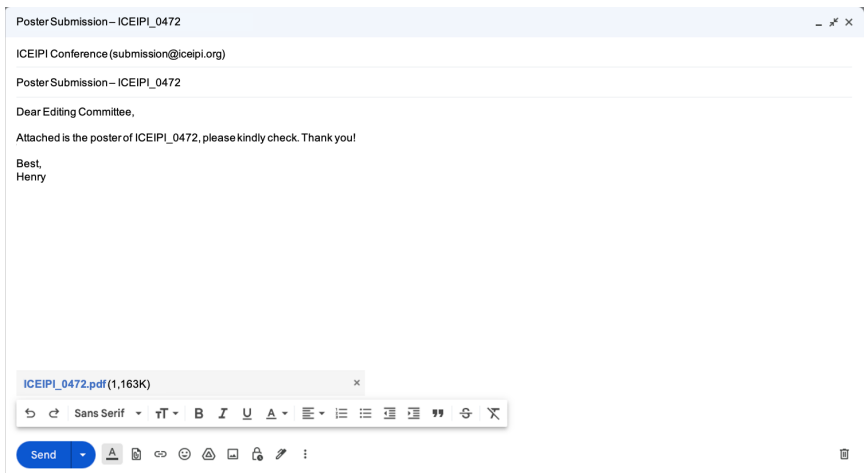 Poster Submission – ICEIPI_0472
ICEIPI Conference (submission@iceipi.org)
Poster Submission – ICEIPI_0472
Dear Editing Committee,
Attached is the poster of ICEIPI_0472, please kindly check. Thank you!
Best,
Henry
ICEIPI_0472.pdf (1,163K)
Sans Serif
Send